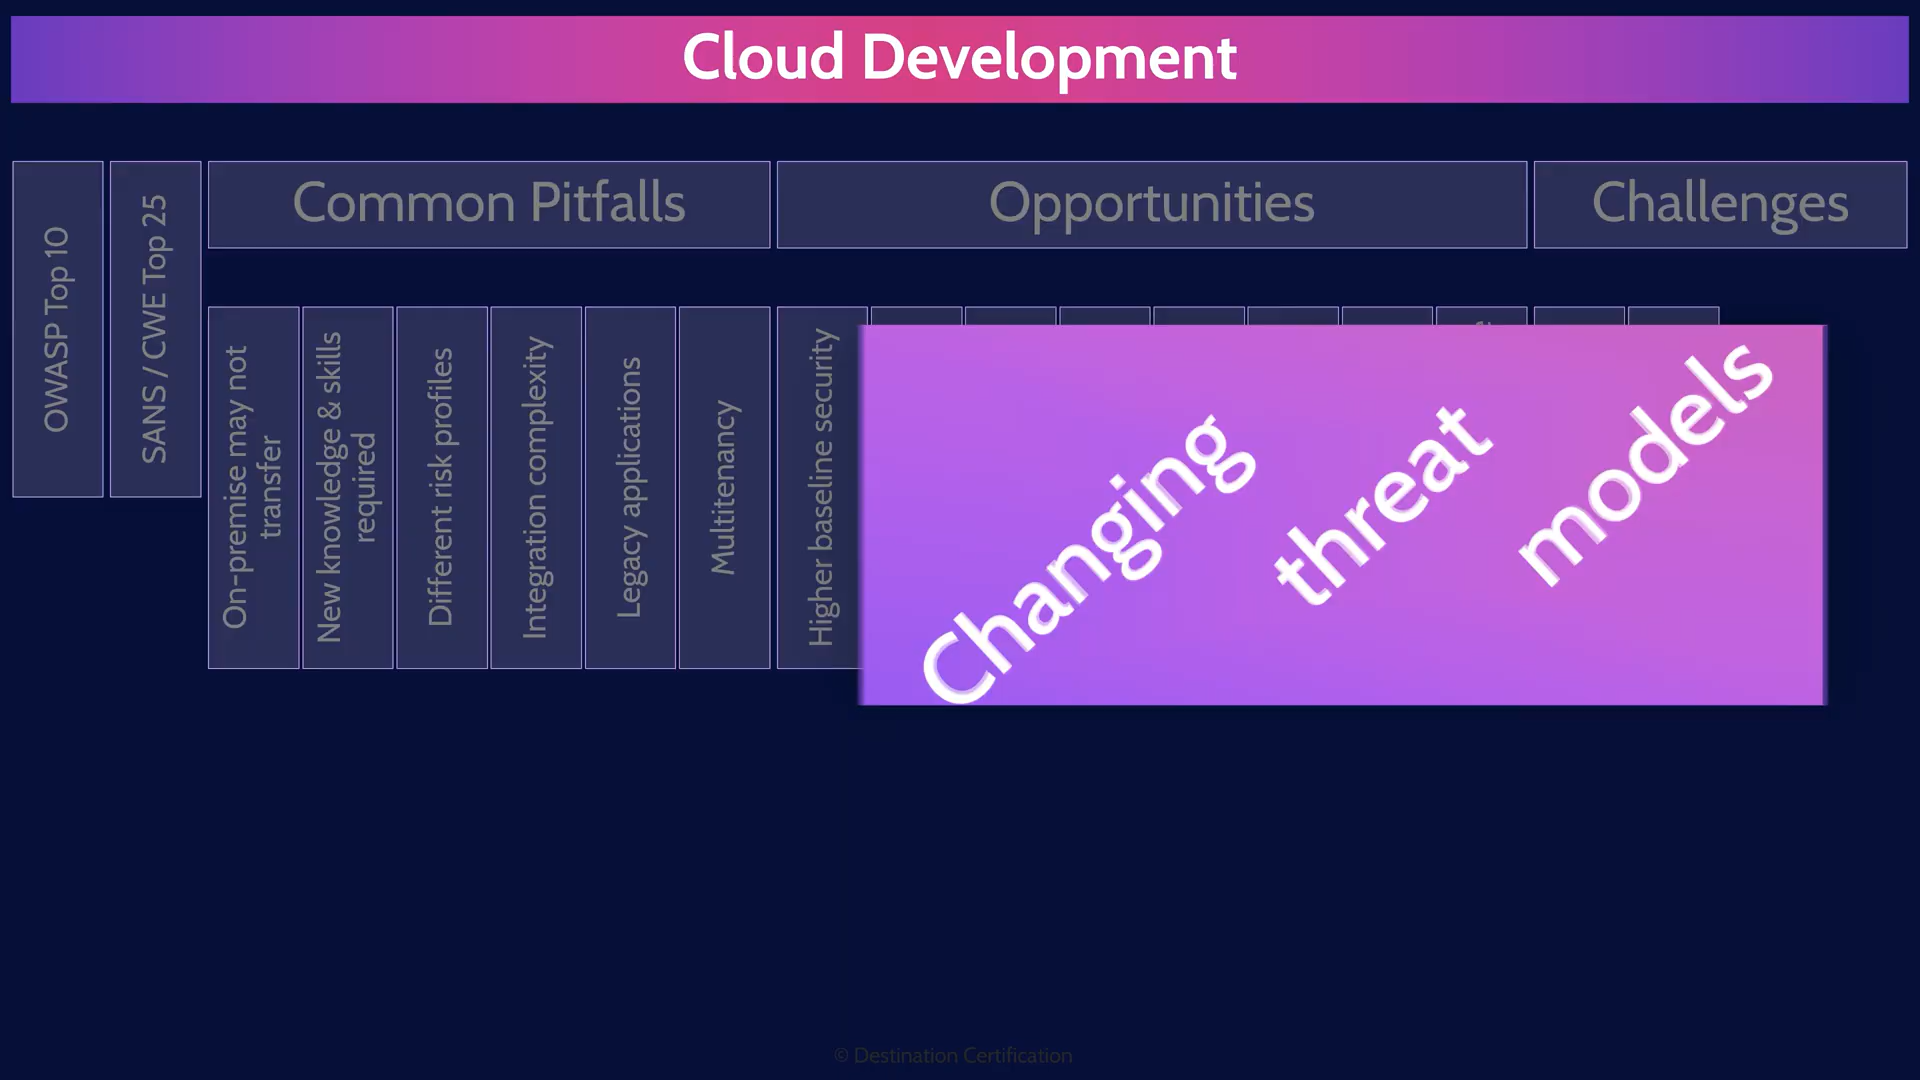 Cloud Development
OWASP Top 10
SANS / CWE Top 25
Common Pitfalls
Opportunities
Challenges
On-premise may not
transfer
New knowledge & skills
required
Different risk profiles
Integration complexity
Legacy applications
Multitenancy
Higher baseline security
Changing threat models
© Destination Certification